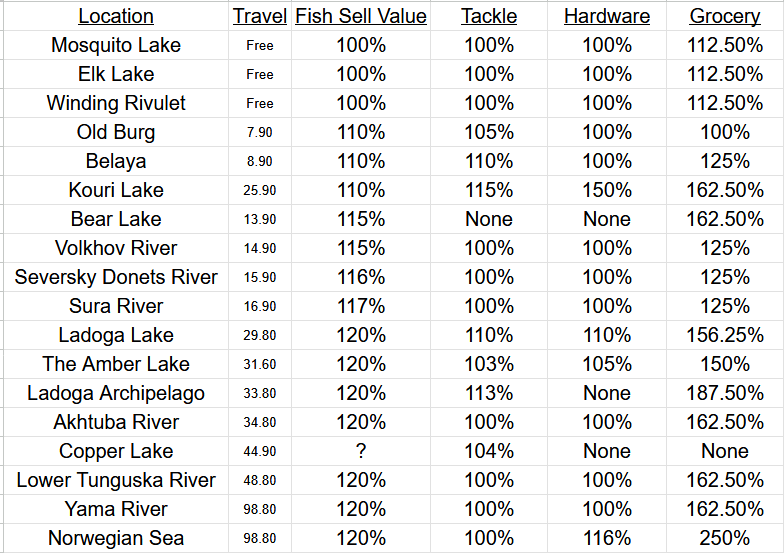 Location Travel Fish Sell Value Tackle Hardware Grocery
Mosquito Lake Free 100% 100% 100% 112.50%
Elk Lake Free 100% 100% 100% 112.50%
Winding Rivulet Free 100% 100% 100% 112.50%
Old Burg 7.90 110% 105% 100% 100%
Belaya 8.90 110% 110% 100% 125%
Kouri Lake 25.90 110% 115% 150% 162.50%
Bear Lake 13.90 115% None None 162.50%
Volkhov River 14.90 115% 100% 100% 125%
Seversky Donets River 15.90 116% 100% 100% 125%
Sura River 16.90 117% 100% 100% 125%
Ladoga Lake 29.80 120% 110% 110% 156.25%
The Amber Lake 31.60 120% 103% 105% 150%
Ladoga Archipelago 33.80 120% 113% None 187.50%
Akhtuba River 34.80 120% 100% 100% 162.50%
Copper Lake 44.90 ? 104% None None
Lower Tunguska River 48.80 120% 100% 100% 162.50%
Yama River 98.80 120% 100% 100% 162.50%
Norwegian Sea 98.80 120% 100% 116% 250%